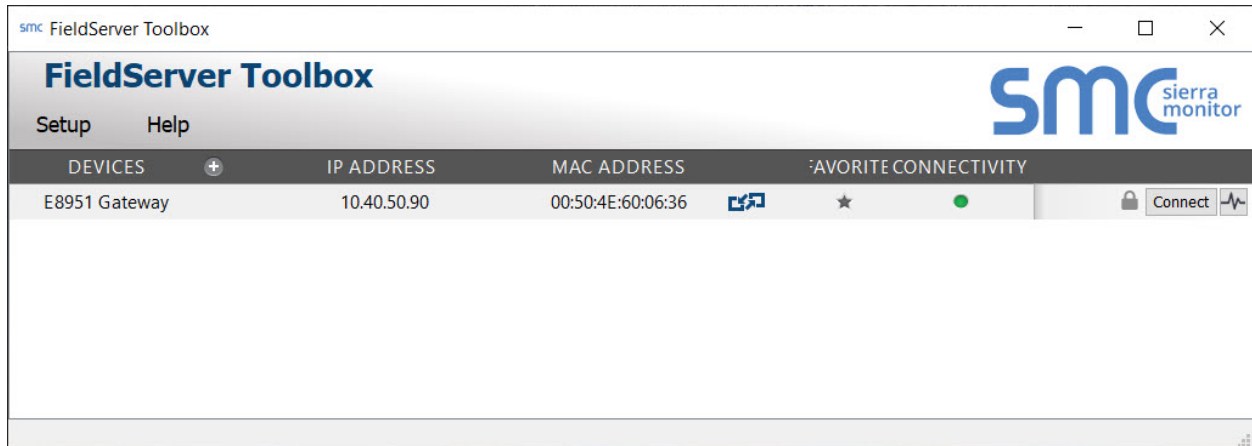 smc FieldServer Toolbox
FieldServer Toolbox
smc sierra monitor
Setup Help
DEVICES IP ADDRESS MAC ADDRESS FAVORITE CONNECTIVITY
E8951 Gateway 10.40.50.90 00:50:4E:60:06:36 Connect